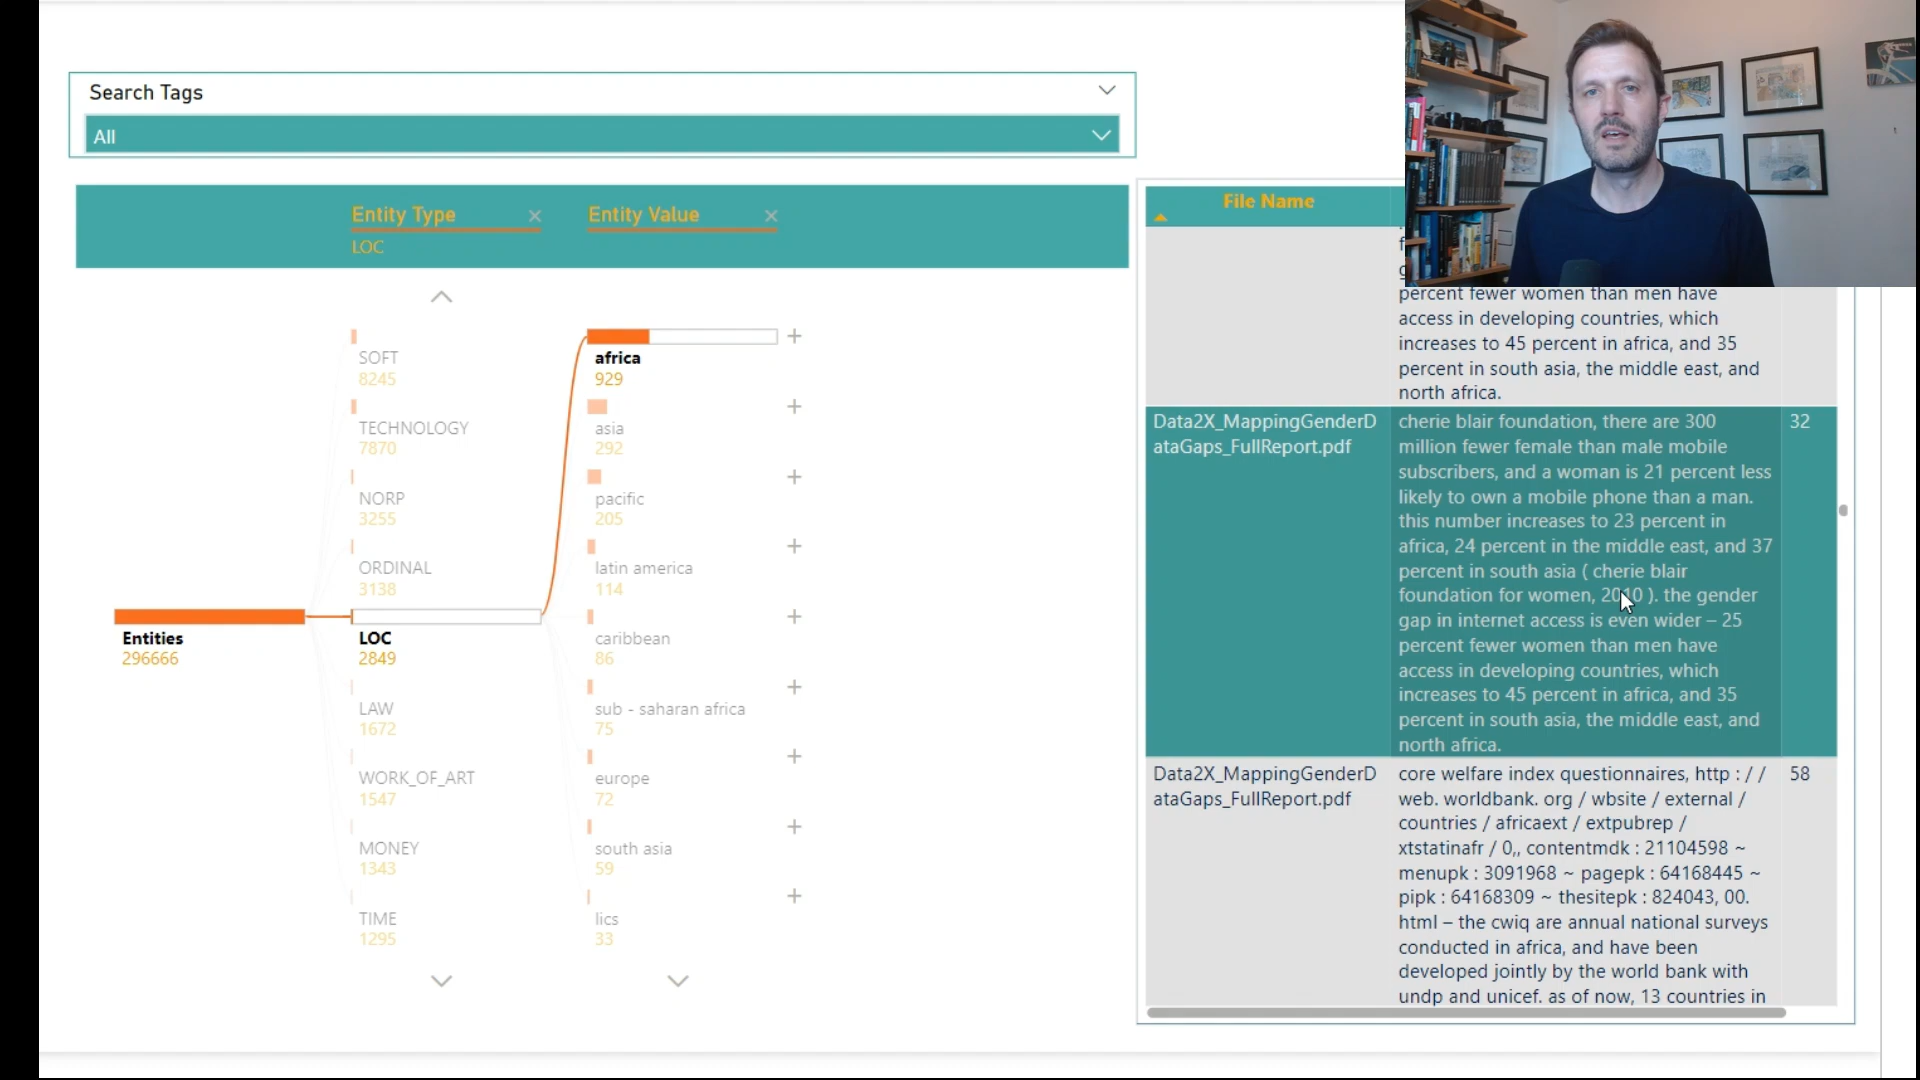 Search Tags
All
Entity Type
LOC
Entity Value
SOFT
8245
TECHNOLOGY
7870
NORP
3255
ORDINAL
3138
Entities
296666
LOC
2849
LAW
1672
WORK_OF_ART
1547
MONEY
1343
TIME
1295
africa
929
asia
292
pacific
205
latin america
114
caribbean
86
sub - saharan africa
75
europe
72
south asia
59
lics
33
File Name
percent fewer women than men have
access in developing countries, which
increases to 45 percent in africa, and 35
percent in south asia, the middle east, and
north africa.
Data2X_MappingGenderD
ataGaps_FullReport.pdf
cherie blair foundation, there are 300
million fewer female than male mobile
subscribers, and a woman is 21 percent less
likely to own a mobile phone than a man.
this number increases to 23 percent in
africa, 24 percent in the middle east, and 37
percent in south asia ( cherie blair
foundation for women, 2010 ). the gender
gap in internet access is even wider – 25
percent fewer women than men have
access in developing countries, which
increases to 45 percent in africa, and 35
percent in south asia, the middle east, and
north africa.
32
Data2X_MappingGenderD
ataGaps_FullReport.pdf
core welfare index questionnaires, http : / /
web. worldbank. org / wbsite / external /
countries / africaext / extpubrep /
xtstatinafr / 0,, contentmdk : 21104598 ~
menupk : 3091968 ~ pagepk : 64168445 ~
pipk : 64168309 ~ thesitepk : 824043, 00.
html – the cwiq are annual national surveys
conducted in africa, and have been
developed jointly by the world bank with
undp and unicef. as of now, 13 countries in
58